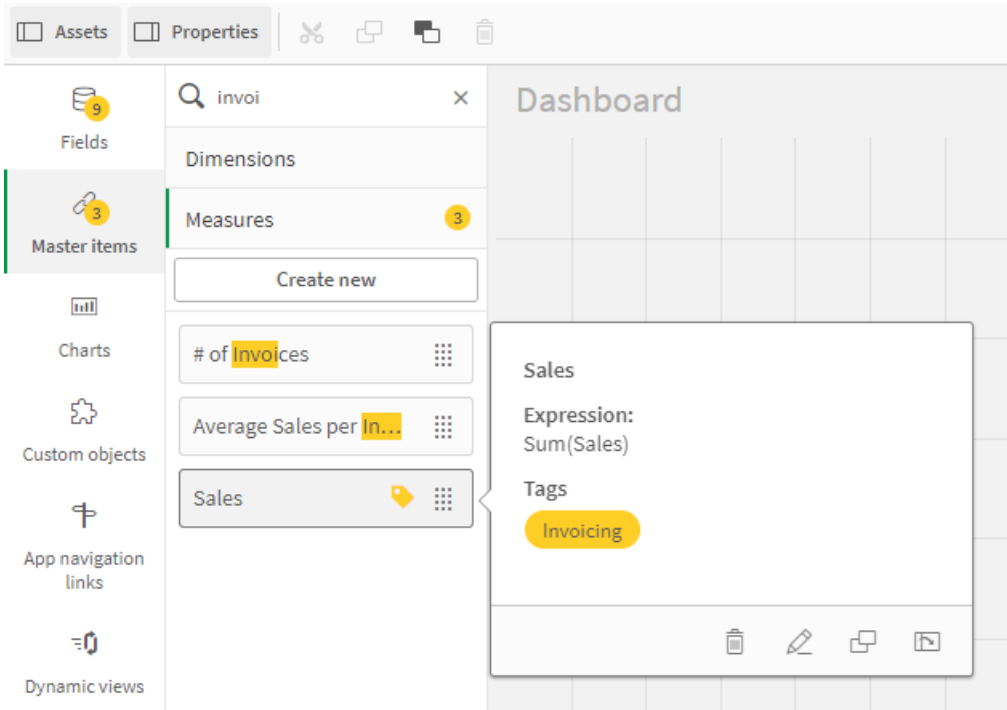 Assets
Properties
9
Fields
3
Master items
Charts
Custom objects
App navigation
links
Dynamic views
invoi
Dimensions
Measures
3
Create new
# of Invoices
Average Sales per In...
Sales
Dashboard
Sales
Expression:
Sum(Sales)
Tags
Invoicing